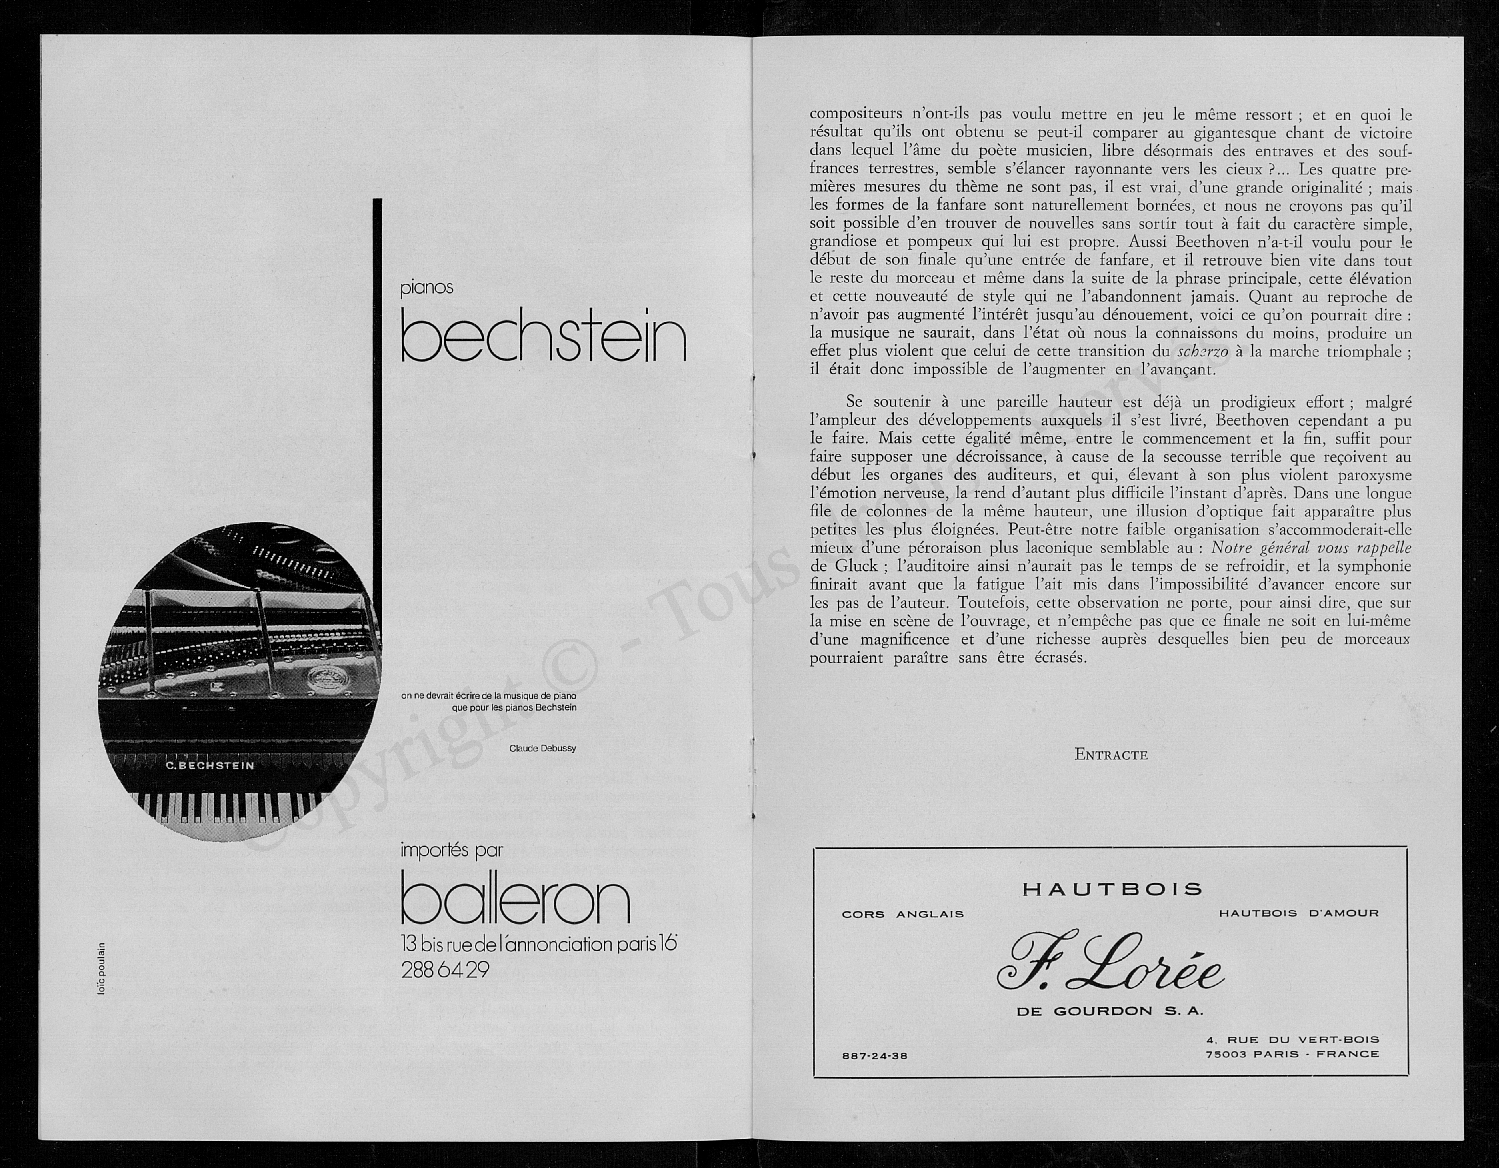 pianos
bechstein
C.BECHSTEIN
on ne devrait écrire de la musique de piano
que pour les pianos Bechstein
Claude Debussy
importés par
balleron
13 bis rue de l'annonciation paris 16e
288 64 29
loïc poulain
compositeurs n'ont-ils pas voulu mettre en jeu le même ressort ; et en quoi le
résultat qu'ils ont obtenu se peut-il comparer au gigantesque chant de victoire
dans lequel l'âme du poète musicien, libre désormais des entraves et des souf-
frances terrestres, semble s'élancer rayonnante vers les cieux ?... Les quatre pre-
mières mesures du thème ne sont pas, il est vrai, d'une grande originalité ; mais
les formes de la fanfare sont naturellement bornées, et nous ne croyons pas qu'il
soit possible d'en trouver de nouvelles sans sortir tout à fait du caractère simple,
grandiose et pompeux qui lui est propre. Aussi Beethoven n'a-t-il voulu pour le
début de son finale qu'une entrée de fanfare, et il retrouve bien vite dans tout
le reste du morceau et même dans la suite de la phrase principale, cette élévation
et cette nouveauté de style qui ne l'abandonnent jamais. Quant au reproche de
n'avoir pas augmenté l'intérêt jusqu'au dénouement, voici ce qu'on pourrait dire :
la musique ne saurait, dans l'état où nous la connaissons du moins, produire un
effet plus violent que celui de cette transition du scherzo à la marche triomphale ;
il était donc impossible de l'augmenter en l'avançant.
Se soutenir à une pareille hauteur est déjà un prodigieux effort ; malgré
l'ampleur des développements auxquels il s'est livré, Beethoven cependant a pu
le faire. Mais cette égalité même, entre le commencement et la fin, suffit pour
faire supposer une décroissance, à cause de la secousse terrible que reçoivent au
début les organes des auditeurs, et qui, élevant à son plus violent paroxysme
l'émotion nerveuse, la rend d'autant plus difficile l'instant d'après. Dans une longue
file de colonnes de la même hauteur, une illusion d'optique fait apparaître plus
petites les plus éloignées. Peut-être notre faible organisation s'accommoderait-elle
mieux d'une péroraison plus laconique semblable au : Notre général vous rappelle
de Gluck ; l'auditoire ainsi n'aurait pas le temps de se refroidir, et la symphonie
finirait avant que la fatigue l'ait mis dans l'impossibilité d'avancer encore sur
les pas de l'auteur. Toutefois, cette observation ne porte, pour ainsi dire, que sur
la mise en scène de l'ouvrage, et n'empêche pas que ce finale ne soit en lui-même
d'une magnificence et d'une richesse auprès desquelles bien peu de morceaux
pourraient paraître sans être écrasés.
ENTRACTE
HAUTBOIS
CORS ANGLAIS HAUTBOIS D'AMOUR
F. Lorée
DE GOURDON S. A.
4, RUE DU VERT-BOIS
887-24-38 75003 PARIS - FRANCE
Copyright © - Tous droits réservés